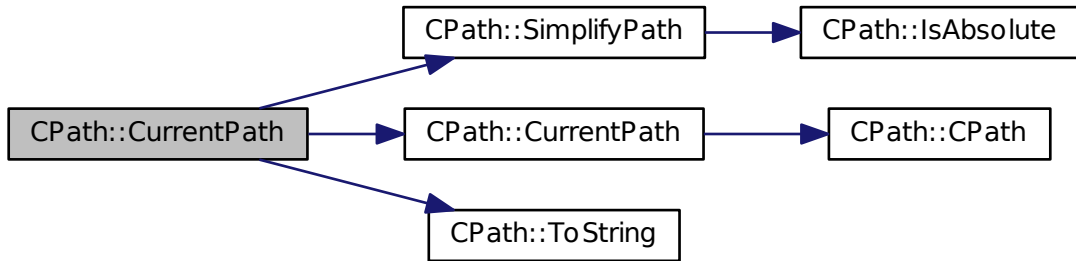 CPath::SimplifyPath
CPath::IsAbsolute
CPath::CurrentPath
CPath::CurrentPath
CPath::CPath
CPath::ToString